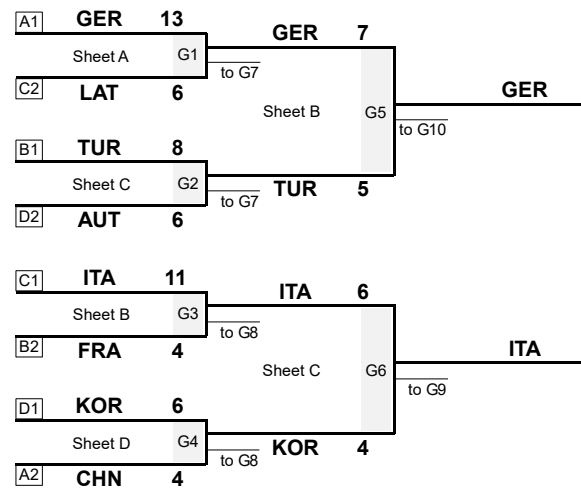 A1 GER 13
GER 7
Sheet A G1
to G7
C2 LAT 6
GER
Sheet B G5
to G10
B1 TUR 8
Sheet C G2
to G7
TUR 5
D2 AUT 6
C1 ITA 11
ITA 6
Sheet B G3
to G8
B2 FRA 4
ITA
Sheet C G6
to G9
D1 KOR 6
Sheet D G4
to G8
KOR 4
A2 CHN 4